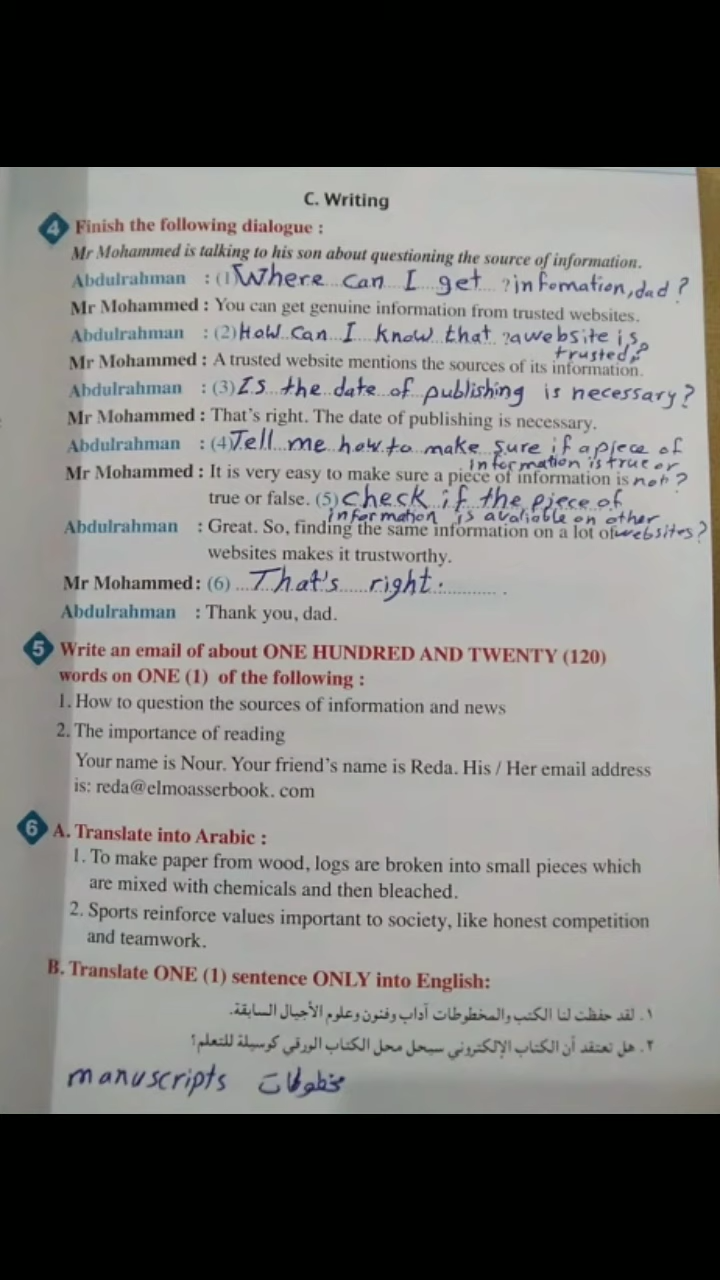 C. Writing
4 Finish the following dialogue :
Mr Mohammed is talking to his son about questioning the source of information.
Abdulrahman : (1) Where can I get ? infomation, dad ?
Mr Mohammed : You can get genuine information from trusted websites.
Abdulrahman : (2) How can I know that ? a website is
trusted?
Mr Mohammed : A trusted website mentions the sources of its information.
Abdulrahman : (3) Is the date of publishing is necessary ?
Mr Mohammed : That's right. The date of publishing is necessary.
Abdulrahman : (4) Tell me how to make sure if a piece of
information is true or
Mr Mohammed : It is very easy to make sure a piece of information is not ?
true or false. (5) check if the piece of
information is avaliable on other
Abdulrahman : Great. So, finding the same information on a lot of websites?
websites makes it trustworthy.
Mr Mohammed: (6) That's right.
Abdulrahman : Thank you, dad.
5 Write an email of about ONE HUNDRED AND TWENTY (120)
words on ONE (1) of the following :
1. How to question the sources of information and news
2. The importance of reading
Your name is Nour. Your friend's name is Reda. His / Her email address
is: reda@elmoasserbook. com
6 A. Translate into Arabic :
1. To make paper from wood, logs are broken into small pieces which
are mixed with chemicals and then bleached.
2. Sports reinforce values important to society, like honest competition
and teamwork.
B. Translate ONE (1) sentence ONLY into English:
١. لقد حفظت لنا الكتب والمخطوطات آداب وفنون وعلوم الأجيال السابقة.
٢. هل تعتقد أن الكتاب الإلكتروني سيحل محل الكتاب الورقي كوسيلة للتعلم؟
manuscripts مخطوطات